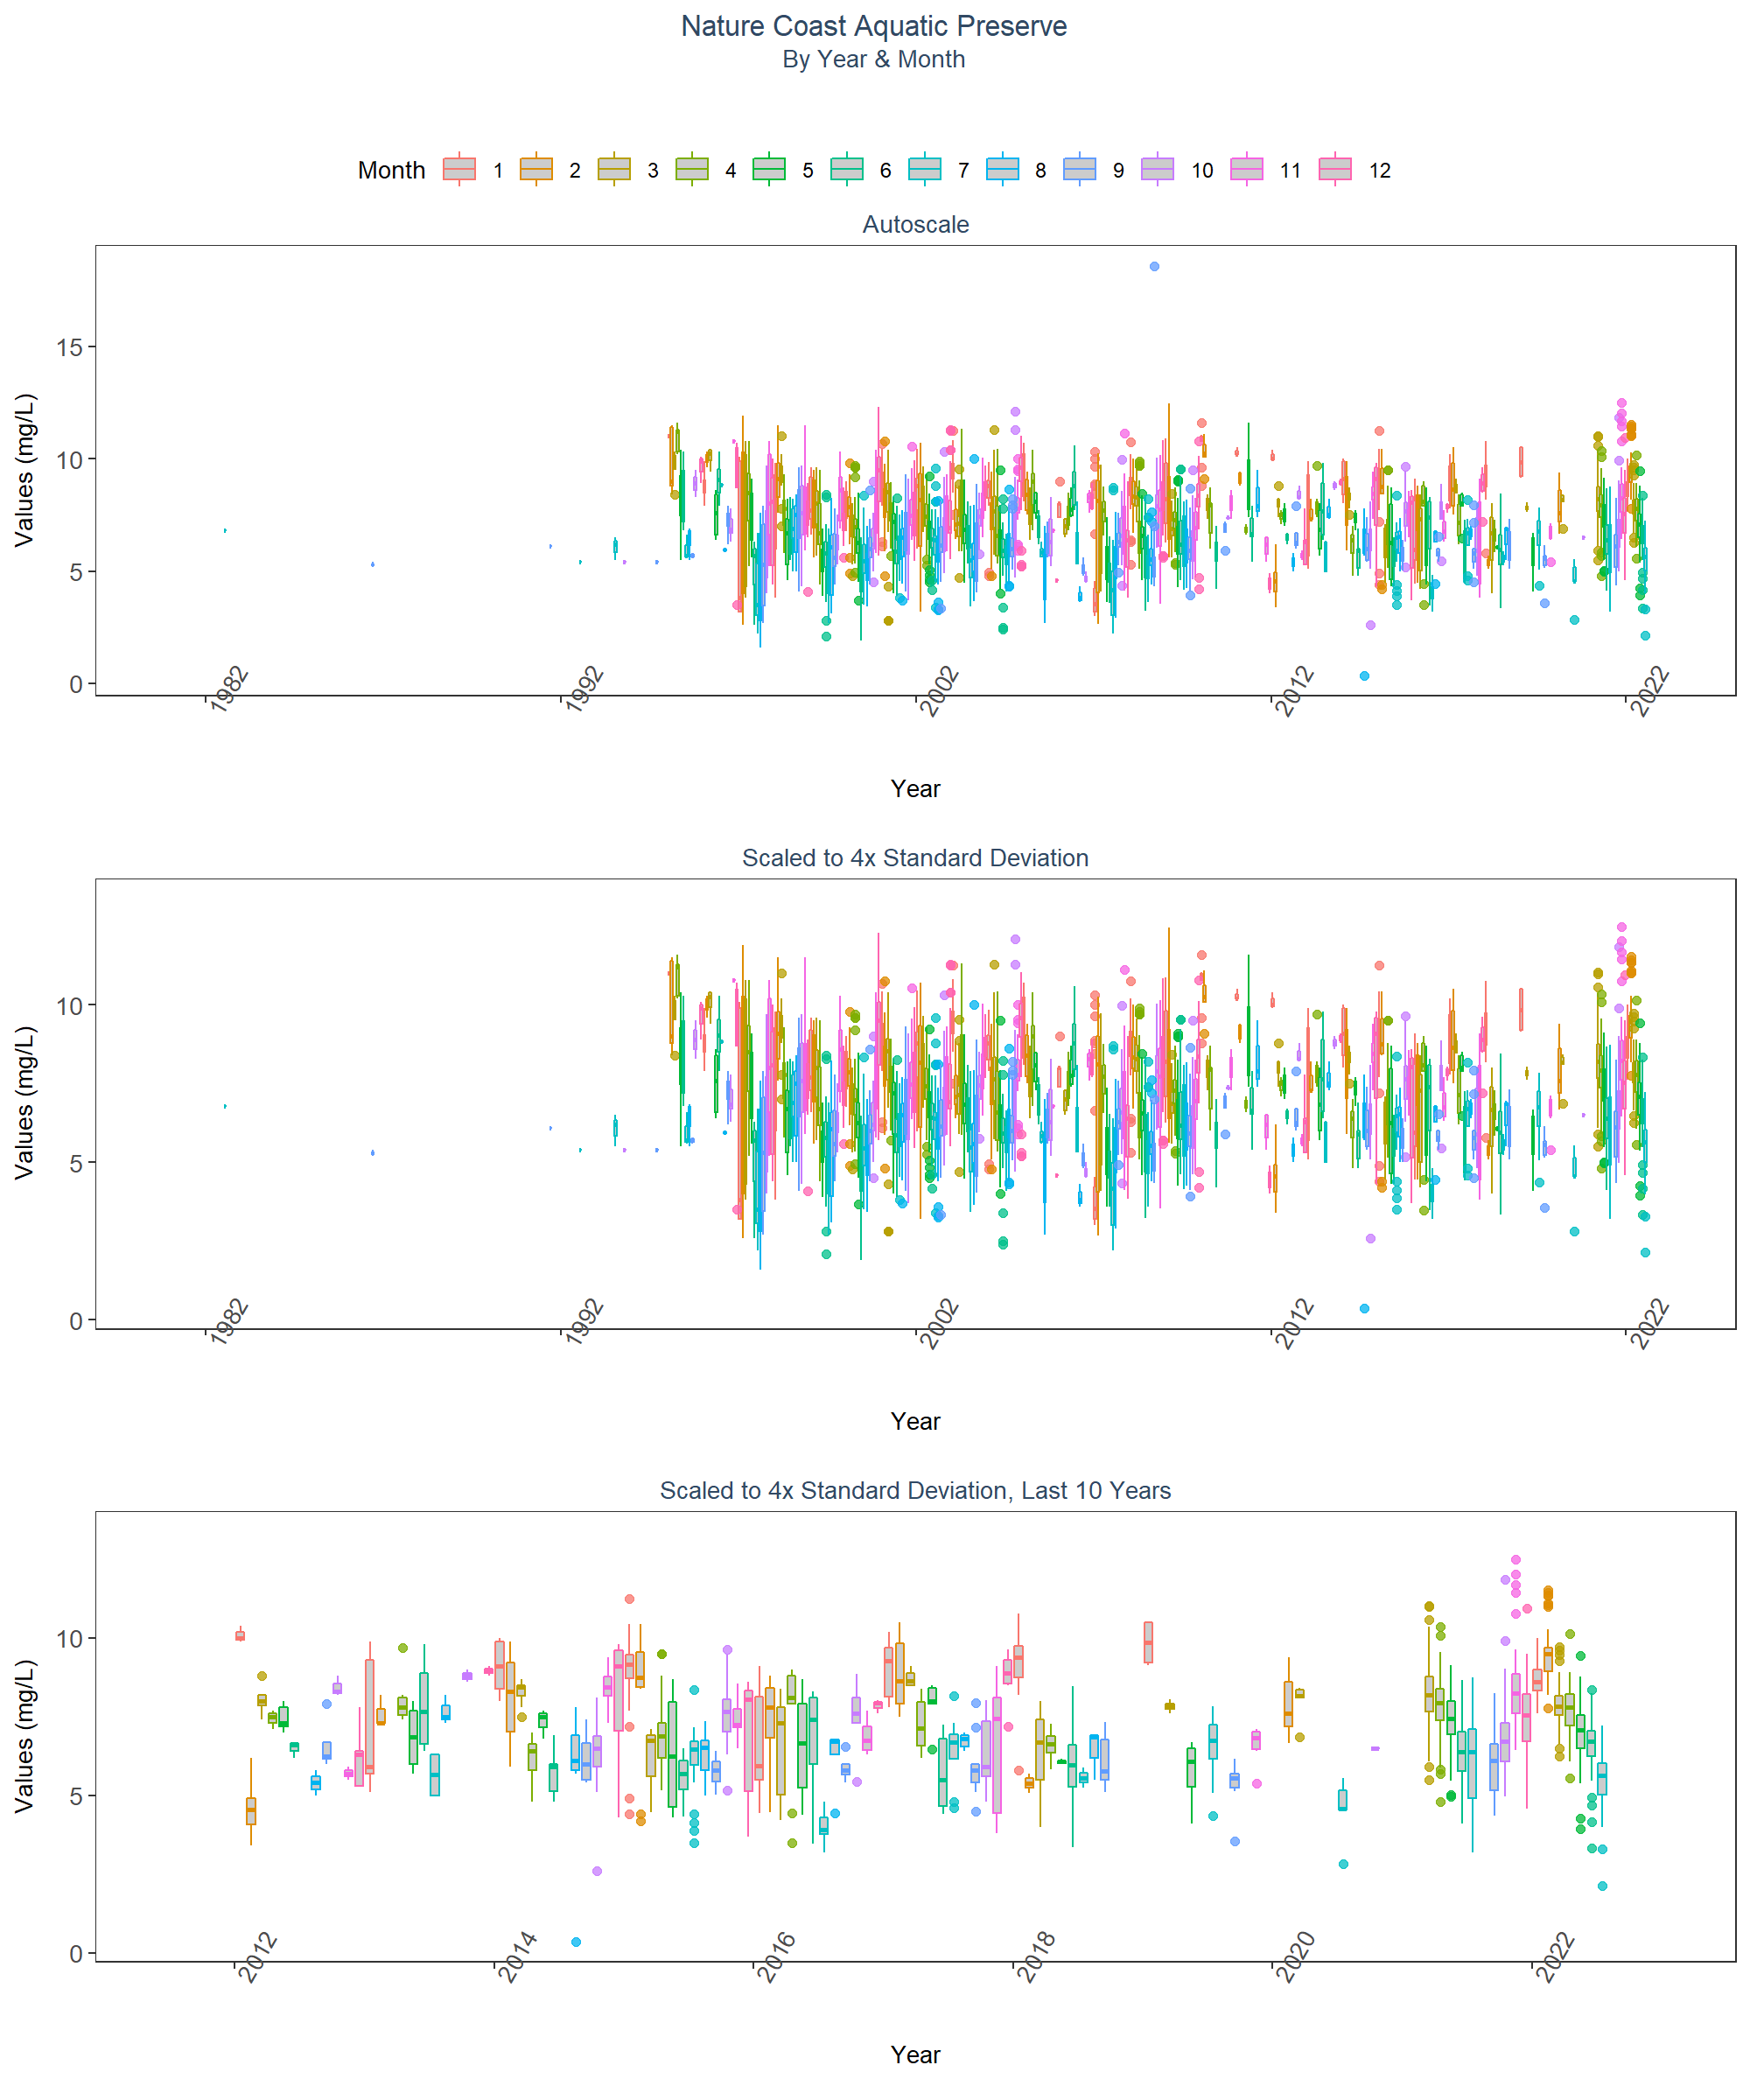 Nature Coast Aquatic Preserve
By Year & Month
Month 1 2 3 4 5 6 7 8 9 10 11 12
Autoscale
Values (mg/L)
15
10
5
0
1982 1992 2002 2012 2022
Year
Scaled to 4x Standard Deviation
Values (mg/L)
10
5
0
1982 1992 2002 2012 2022
Year
Scaled to 4x Standard Deviation, Last 10 Years
Values (mg/L)
10
5
0
2012 2014 2016 2018 2020 2022
Year